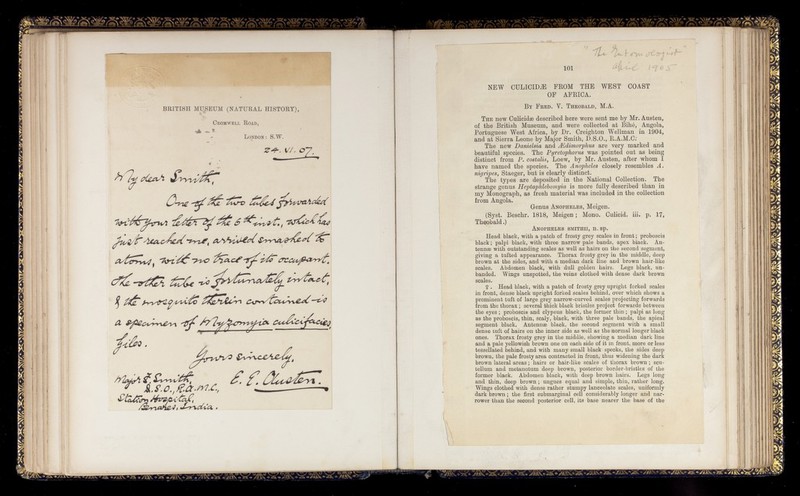 BRITISH MUSEUM (NATURAL HISTORY),
CROMWELL ROAD,
LONDON: S.W.
24. VI. 07.
My dear Smith,
One of the two tubes forwarded
with your letter of the 5th inst., which has
just reached me, arrived smashed to
atoms, with no trace of its occupant.
The other tube is fortunately intact,
& the mosquito therein contained is
a specimen of Myzomyia culicifacies,
Giles.
Yours sincerely,
E. E. Austen.
Major F. Smith,
D.S.O., R.A.M.C.,
Station Hospital,
Benares, India.
"The Entomologist"
April 1905
101
NEW CULICIDÆ FROM THE WEST COAST
OF AFRICA.
BY FRED. V. THEOBALD, M.A.
THE new Culicidæ described here were sent me by Mr. Austen,
of the British Museum, and were collected at Bihé, Angola,
Portuguese West Africa, by Dr. Creighton Wellman in 1904,
and at Sierra Leone by Major Smith, D.S.O., R.A.M.C.
The new Danielsia and Ædimorphus are very marked and
beautiful species. The Pyretophorus was pointed out as being
distinct from P. costalis, Loew, by Mr. Austen, after whom I
have named the species. The Anopheles closely resembles A.
nigripes, Staeger, but is clearly distinct.
The types are deposited in the National Collection. The
strange genus Heptaphlebomyia is more fully described than in
my Monograph, as fresh material was included in the collection
from Angola.
GENUS ANOPHELES, Meigen.
(Syst. Beschr. 1818, Meigen; Mono. Culicid. iii. p. 17,
Theobald.)
ANOPHELES SMITHII, n. sp.
Head black, with a patch of frosty grey scales in front; proboscis
black; palpi black, with three narrow pale bands, apex black. An-
tennæ with outstanding scales as well as hairs on the second segment,
giving a tufted appearance. Thorax frosty grey in the middle, deep
brown at the sides, and with a median dark line and brown hair-like
scales. Abdomen black, with dull golden hairs. Legs black, un-
banded. Wings unspotted, the veins clothed with dense dark brown
scales.
♀. Head black, with a patch of frosty grey upright forked scales
in front, dense black upright forked scales behind, over which shows a
prominent tuft of large grey narrow-curved scales projecting forwards
from the thorax; several thick black bristles project forwards between
the eyes; proboscis and clypeus black, the former thin; palpi as long
as the proboscis, thin, scaly, black, with three pale bands, the apical
segment black. Antennæ black, the second segment with a small
dense tuft of hairs on the inner side as well as the normal longer black
ones. Thorax frosty grey in the middle, showing a median dark line
and a pale yellowish brown one on each side of it in front, more or less
tessellated behind, and with many small black specks, the sides deep
brown, the pale frosty area contracted in front, thus widening the dark
brown lateral areas; hairs or hair-like scales of thorax brown; scu-
tellum and metanotum deep brown, posterior border-bristles of the
former black. Abdomen black, with deep brown hairs. Legs long
and thin, deep brown; ungues equal and simple, thin, rather long.
Wings clothed with dense rather stumpy lanceolate scales, uniformly
dark brown; the first submarginal cell considerably longer and nar-
rower than the second posterior cell, its base nearer the base of the